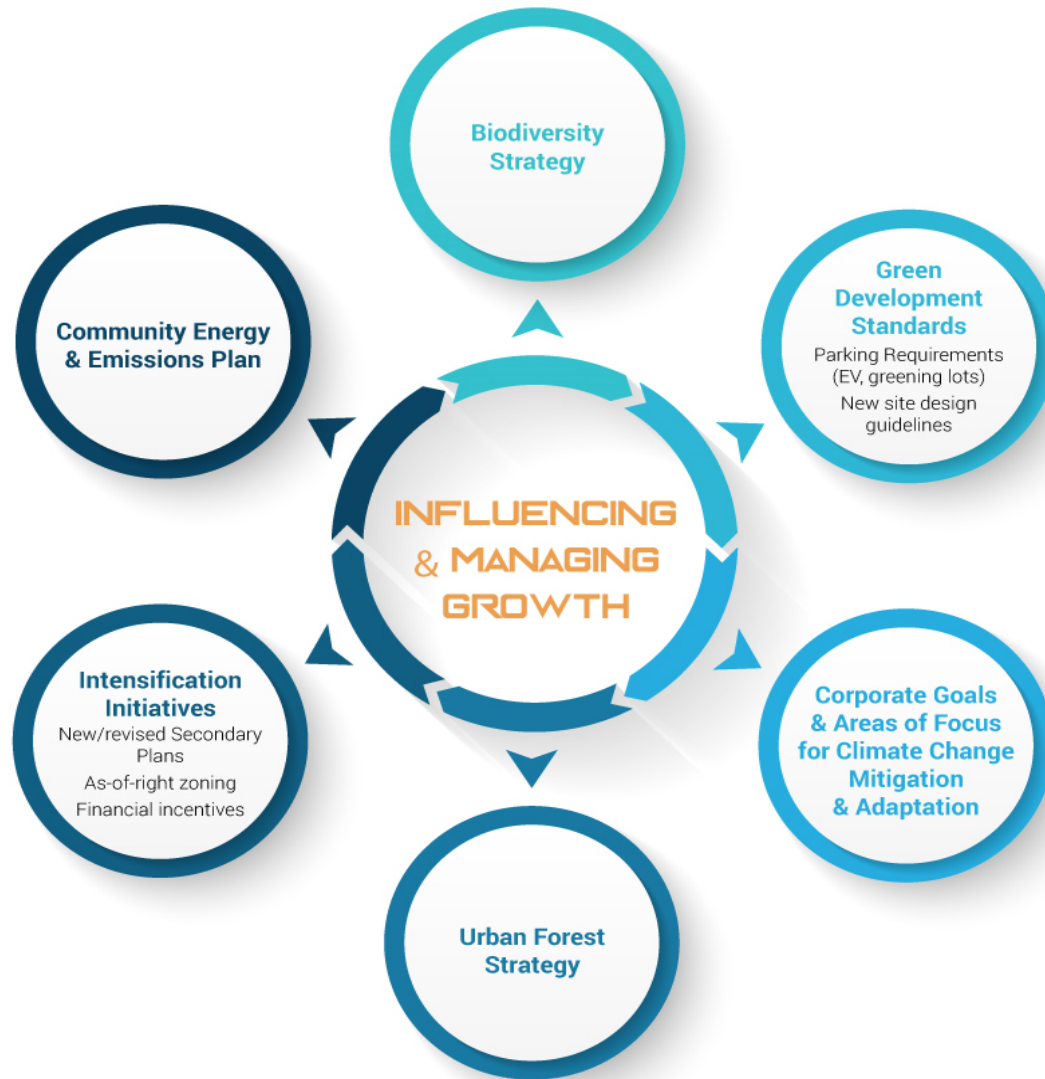 Biodiversity
Strategy
Green
Development
Standards
Parking Requirements
(EV, greening lots)
New site design
guidelines
Community Energy
& Emissions Plan
INFLUENCING
& MANAGING
GROWTH
Corporate Goals
& Areas of Focus
for Climate Change
Mitigation
& Adaptation
Intensification
Initiatives
New/revised Secondary
Plans
As-of-right zoning
Financial incentives
Urban Forest
Strategy